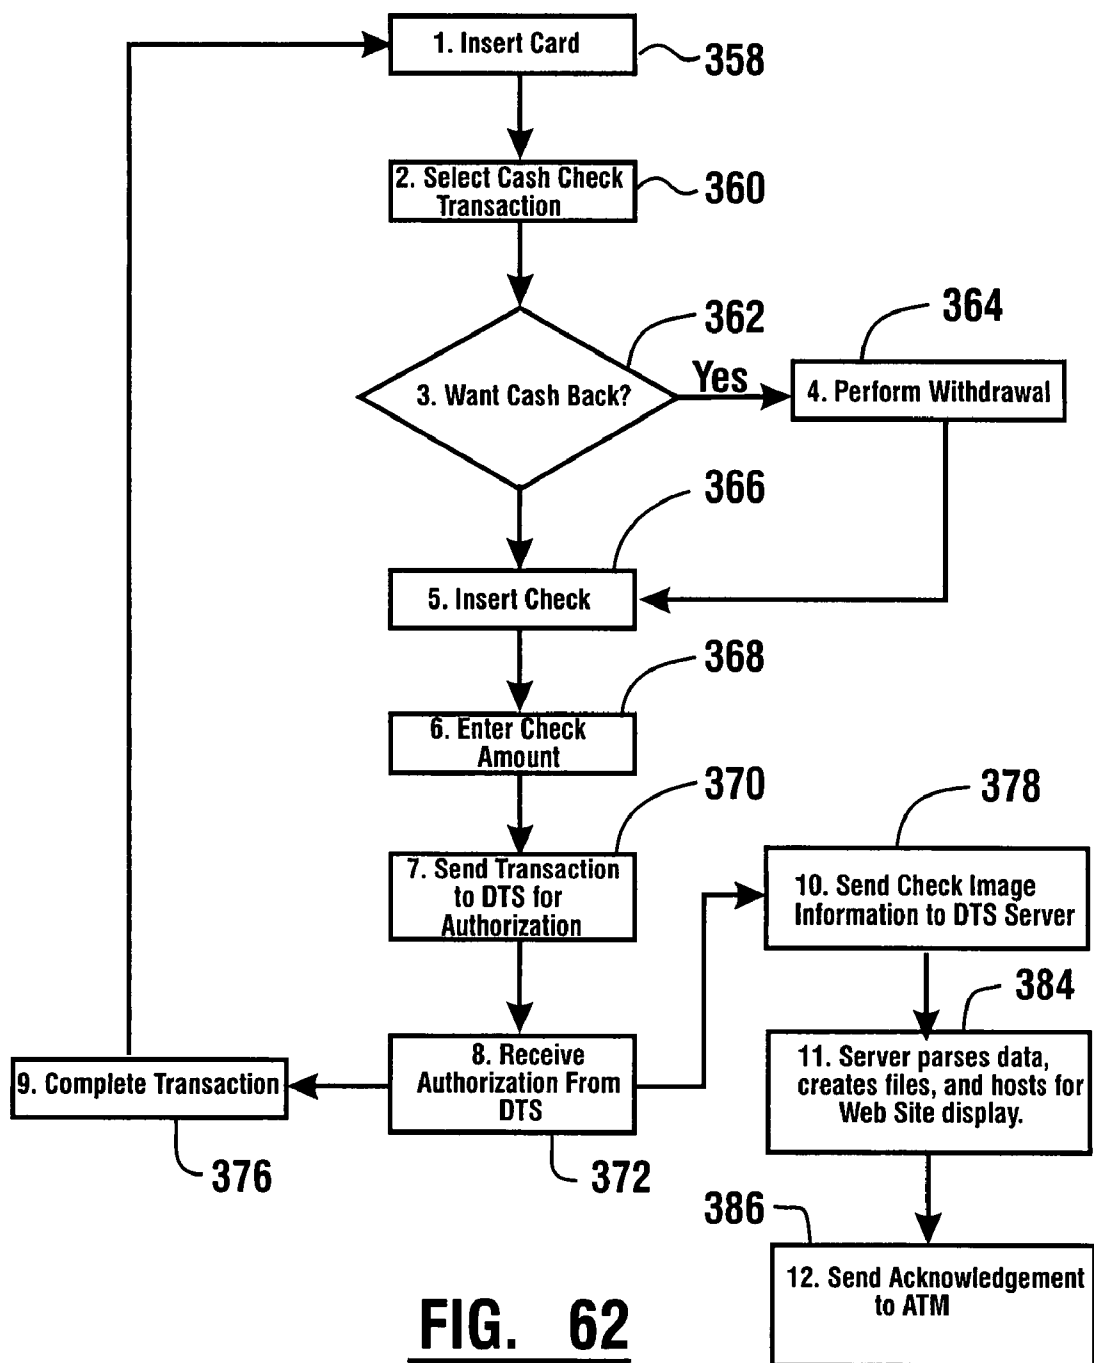 1. Insert Card
358
2. Select Cash Check
Transaction
360
362
364
3. Want Cash Back?
Yes
4. Perform Withdrawal
366
5. Insert Check
368
6. Enter Check
Amount
370
378
7. Send Transaction
to DTS for
Authorization
10. Send Check Image
Information to DTS Server
384
8. Receive
Authorization From
DTS
9. Complete Transaction
11. Server parses data,
creates files, and hosts for
Web Site display.
376
372
386
12. Send Acknowledgement
to ATM
FIG. 62